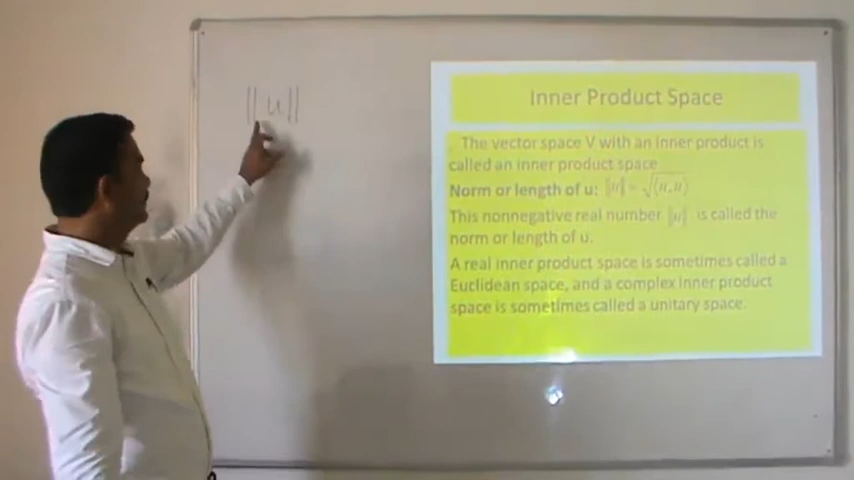 ||u||
Inner Product Space
The vector space V with an inner product is
called an inner product space
Norm or length of u: ||u|| = √⟨u, u⟩
This nonnegative real number ||u|| is called the
norm or length of u.
A real inner product space is sometimes called a
Euclidean space, and a complex inner product
space is sometimes called a unitary space.